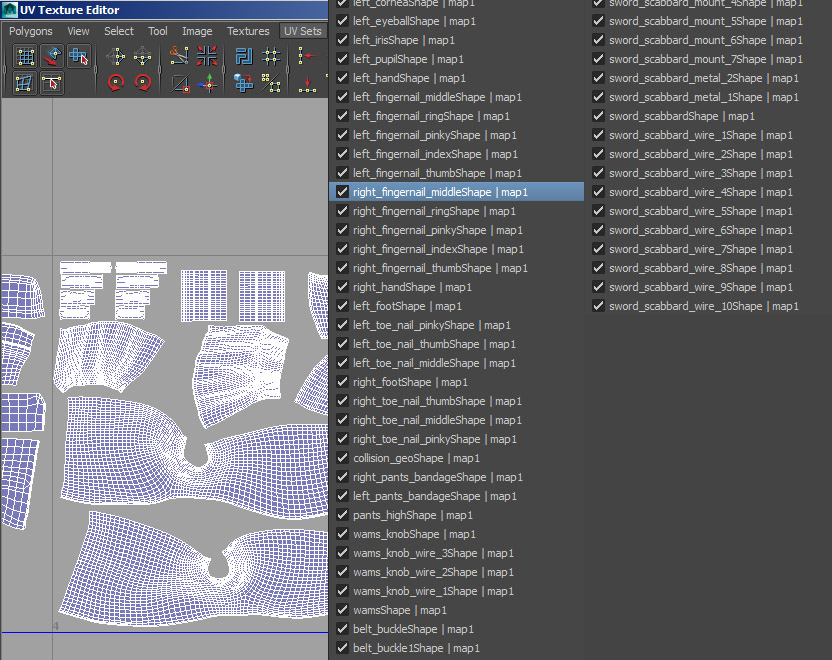 UV Texture Editor
Polygons View Select Tool Image Textures UV Sets
4
left_corneaShape | map1
left_eyeballShape | map1
left_irisShape | map1
left_pupilShape | map1
left_handShape | map1
left_fingernail_middleShape | map1
left_fingernail_ringShape | map1
left_fingernail_pinkyShape | map1
left_fingernail_indexShape | map1
left_fingernail_thumbShape | map1
right_fingernail_middleShape | map1
right_fingernail_ringShape | map1
right_fingernail_pinkyShape | map1
right_fingernail_indexShape | map1
right_fingernail_thumbShape | map1
right_handShape | map1
left_footShape | map1
left_toe_nail_pinkyShape | map1
left_toe_nail_thumbShape | map1
left_toe_nail_middleShape | map1
right_footShape | map1
right_toe_nail_thumbShape | map1
right_toe_nail_middleShape | map1
right_toe_nail_pinkyShape | map1
collision_geoShape | map1
right_pants_bandageShape | map1
left_pants_bandageShape | map1
pants_highShape | map1
wams_knobShape | map1
wams_knob_wire_3Shape | map1
wams_knob_wire_2Shape | map1
wams_knob_wire_1Shape | map1
wamsShape | map1
belt_buckleShape | map1
belt_buckle1Shape | map1
sword_scabbard_mount_4Shape | map1
sword_scabbard_mount_5Shape | map1
sword_scabbard_mount_6Shape | map1
sword_scabbard_mount_7Shape | map1
sword_scabbard_metal_2Shape | map1
sword_scabbard_metal_1Shape | map1
sword_scabbardShape | map1
sword_scabbard_wire_1Shape | map1
sword_scabbard_wire_2Shape | map1
sword_scabbard_wire_3Shape | map1
sword_scabbard_wire_4Shape | map1
sword_scabbard_wire_5Shape | map1
sword_scabbard_wire_6Shape | map1
sword_scabbard_wire_7Shape | map1
sword_scabbard_wire_8Shape | map1
sword_scabbard_wire_9Shape | map1
sword_scabbard_wire_10Shape | map1